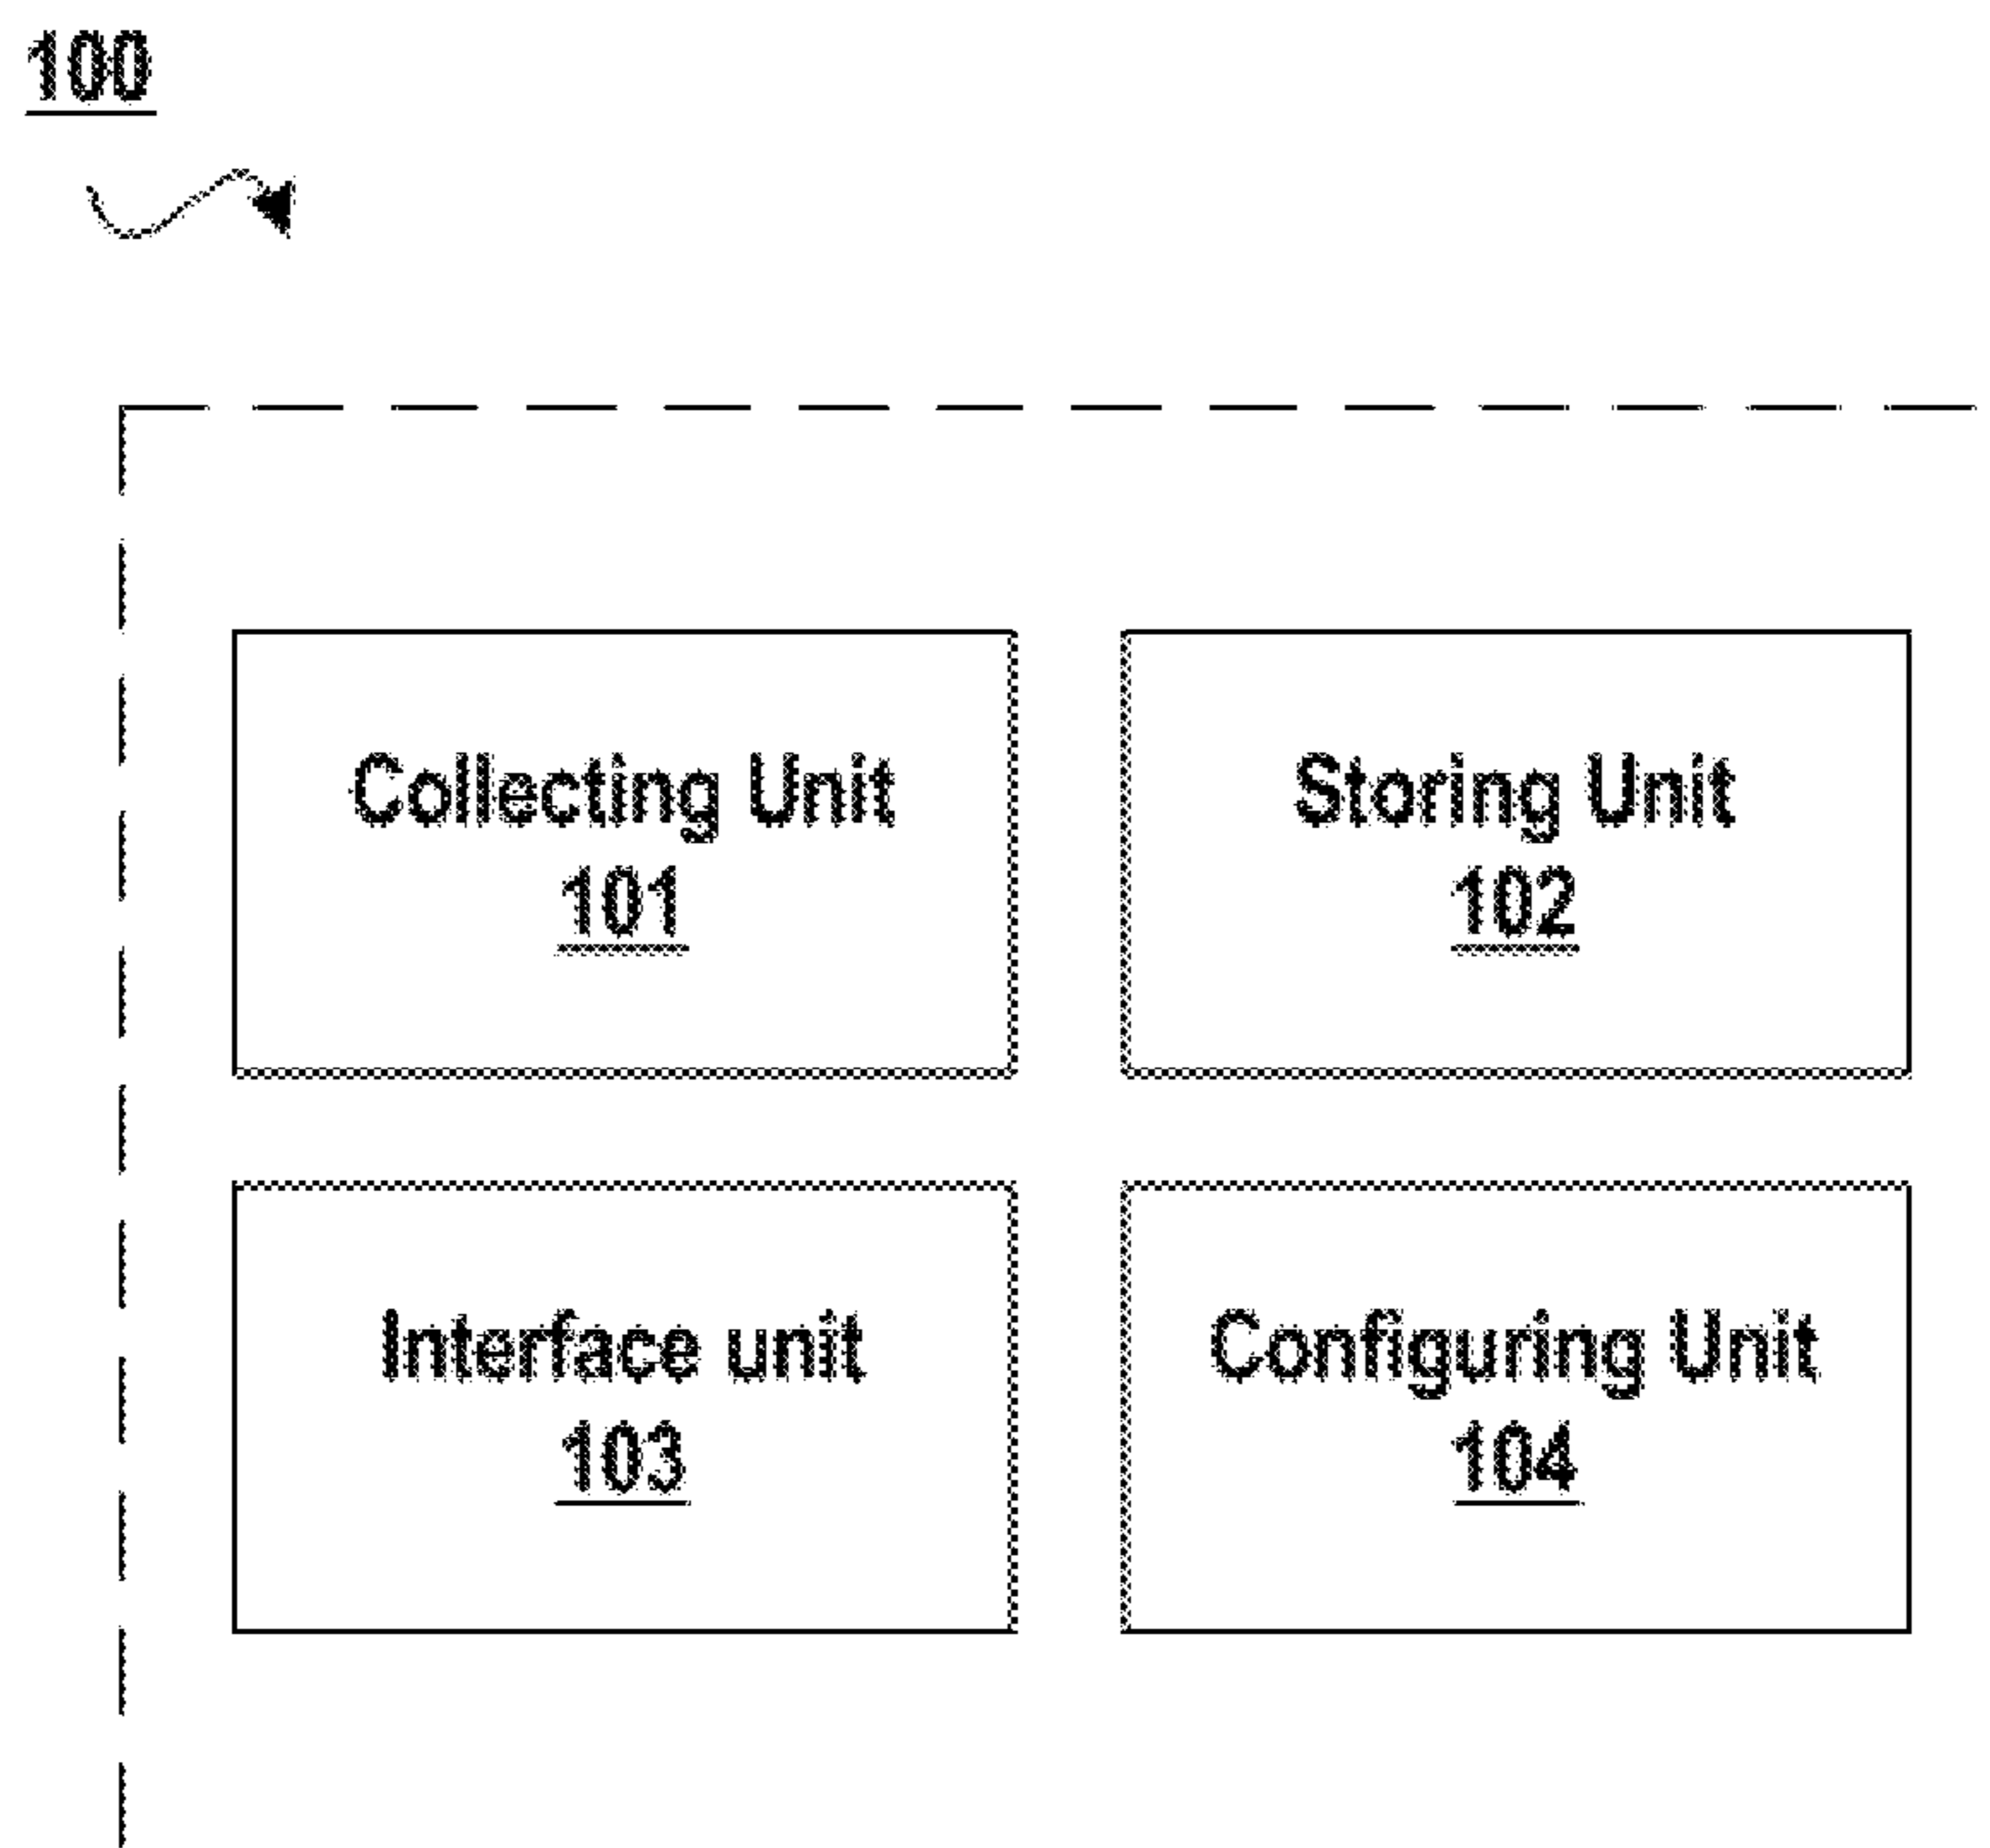 100
Collecting Unit
101
Storing Unit
102
Interface unit
103
Configuring Unit
104